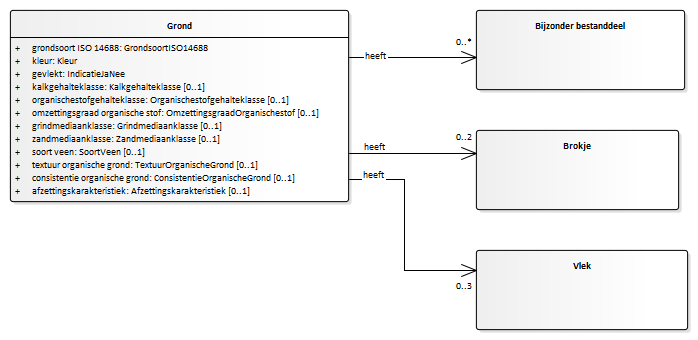 Grond
+ grondsoort ISO 14688: GrondsoortISO14688
+ kleur: Kleur
+ gevlekt: IndicatieJaNee
+ kalkgehalteklasse: Kalkgehalteklasse [0..1]
+ organischestofgehalteklasse: Organischestofgehalteklasse [0..1]
+ omzettingsgraad organische stof: OmzettingsgraadOrganischestof [0..1]
+ grindmediaanklasse: Grindmediaanklasse [0..1]
+ zandmediaanklasse: Zandmediaanklasse [0..1]
+ soort veen: SoortVeen [0..1]
+ textuur organische grond: TextuurOrganischeGrond [0..1]
+ consistentie organische grond: ConsistentieOrganischeGrond [0..1]
+ afzettingskarakteristiek: Afzettingskarakteristiek [0..1]
heeft
0..*
Bijzonder bestanddeel
heeft
0..2
Brokje
heeft
0..3
Vlek